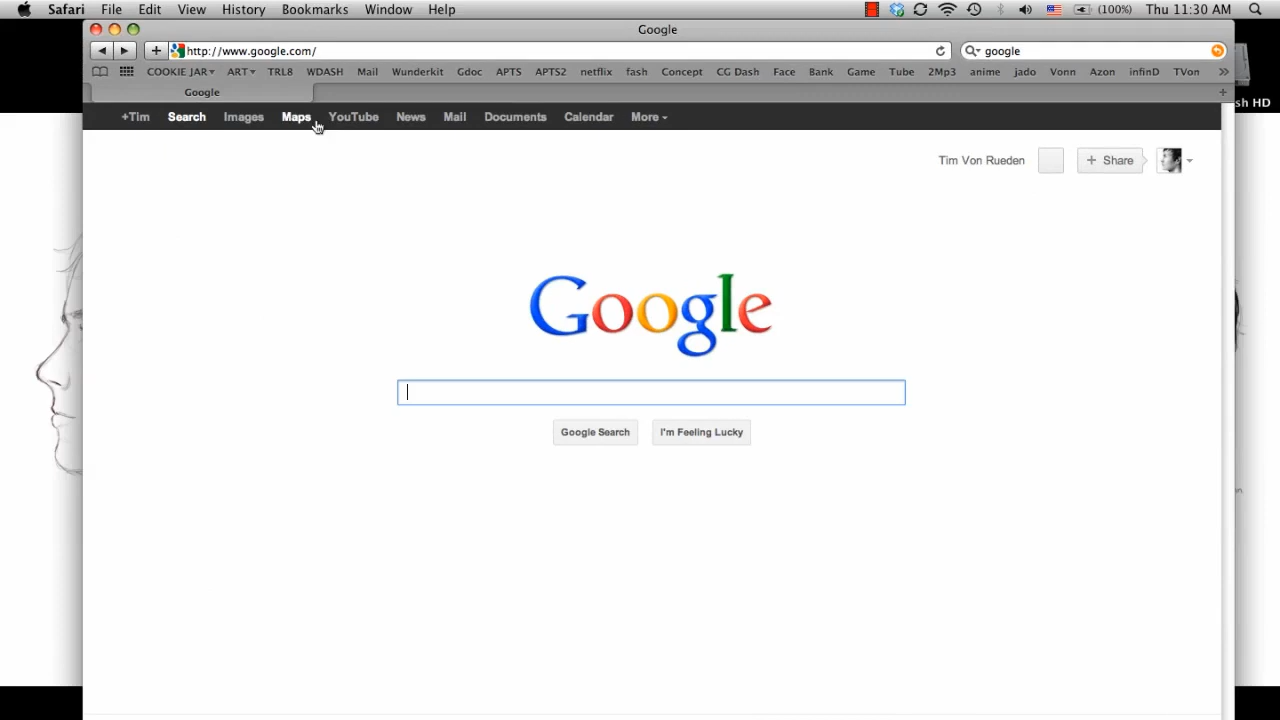 Safari File Edit View History Bookmarks Window Help (100%) Thu 11:30 AM
Google
http://www.google.com/ google
COOKIE JAR ART TRL8 WDASH Mail Wunderkit Gdoc APTS APTS2 netflix fash Concept CG Dash Face Bank Game Tube 2Mp3 anime jado Vonn Azon infinD TVon
Google
sh HD
+Tim Search Images Maps YouTube News Mail Documents Calendar More
Tim Von Rueden + Share
Google
Google Search I'm Feeling Lucky